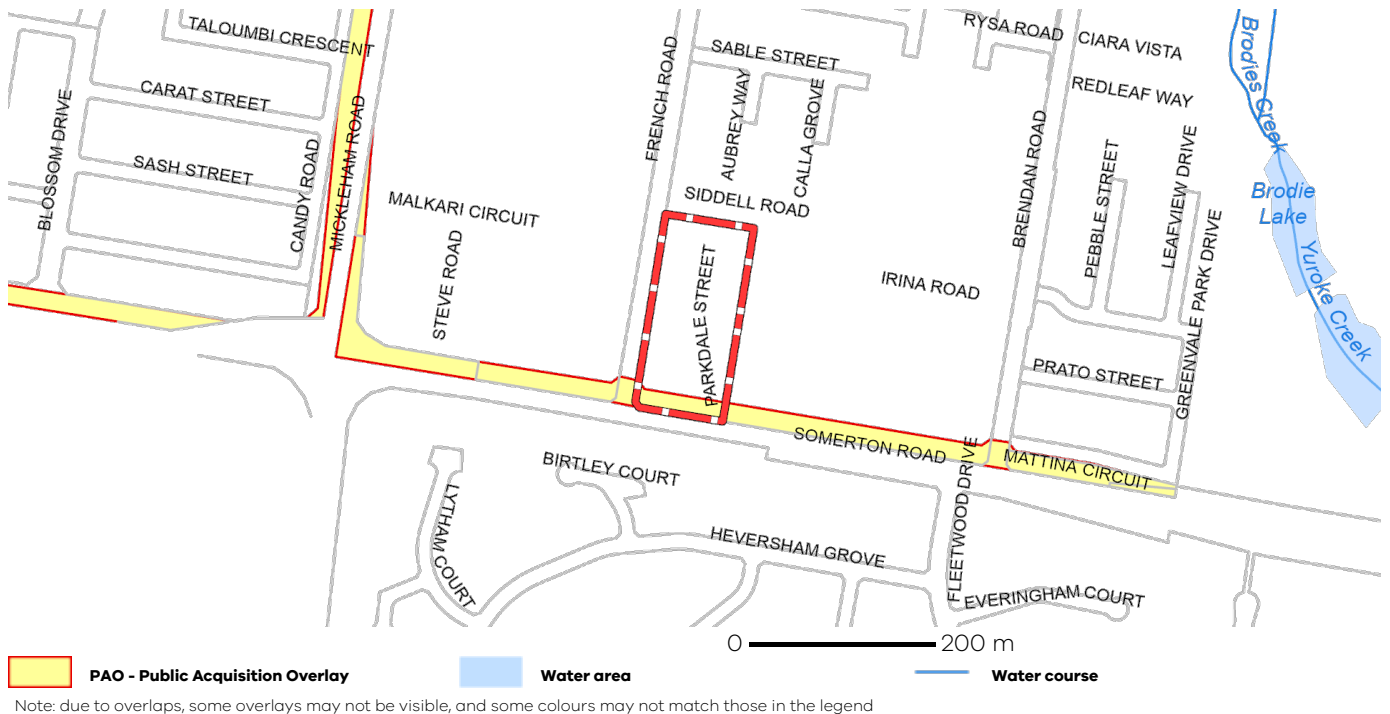 TALOUMBI CRESCENT
CARAT STREET
BLOSSOM DRIVE
SASH STREET
CANDY ROAD
MICKLEHAM ROAD
MALKARI CIRCUIT
STEVE ROAD
FRENCH ROAD
SABLE STREET
AUBREY WAY
CALLA GROVE
SIDDELL ROAD
PARKDALE STREET
RYSA ROAD
CIARA VISTA
REDLEAF WAY
BRENDAN ROAD
PEBBLE STREET
LEAFVIEW DRIVE
IRINA ROAD
GREENVALE PARK DRIVE
PRATO STREET
Brodies Creek
Brodie
Lake
Yuroke Creek
SOMERTON ROAD
MATTINA CIRCUIT
FLEETWOOD DRIVE
BIRTLEY COURT
LYTHAM COURT
HEVERSHAM GROVE
EVERINGHAM COURT
0 200 m
PAO - Public Acquisition Overlay
Water area
Water course
Note: due to overlaps, some overlays may not be visible, and some colours may not match those in the legend